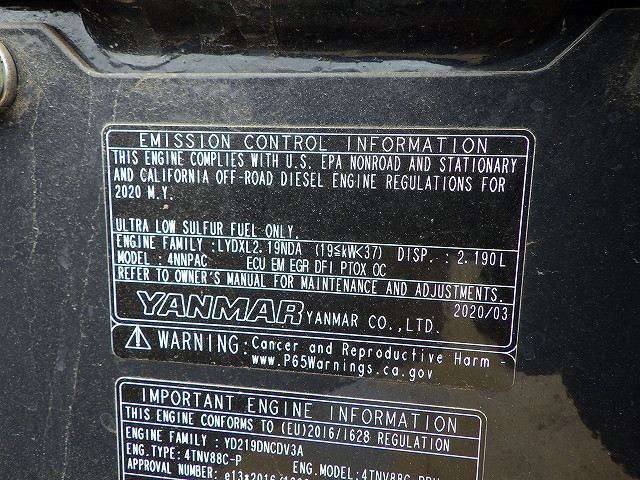 EMISSION CONTROL INFORMATION
THIS ENGINE COMPLIES WITH U.S. EPA NONROAD AND STATIONARY
AND CALIFORNIA OFF-ROAD DIESEL ENGINE REGULATIONS FOR
2020 M.Y.
ULTRA LOW SULFUR FUEL ONLY.
ENGINE FAMILY :LYDXL2.19NDA (19≤kW<37) DISP. : 2.190L
MODEL : 4NNPAC ECU EM EGR DFI PTOX OC
REFER TO OWNER'S MANUAL FOR MAINTENANCE AND ADJUSTMENTS.
2020/03
YANMAR YANMAR CO.,LTD.
WARNING: Cancer and Reproductive Harm -
www.P65Warnings.ca.gov
IMPORTANT ENGINE INFORMATION
THIS ENGINE CONFORMS TO (EU)2016/1628 REGULATION
ENGINE FAMILY : YD219DNCDV3A
ENG.TYPE: 4TNV88C-P ENG.MODEL:
APPROVAL NUMBER: